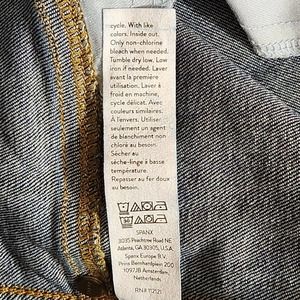 cycle. With like
colors. Inside out.
Only non-chlorine
bleach when needed.
Tumble dry low. Low
iron if needed. Laver
avant la première
utilisation. Laver à
froid en machine,
cycle délicat. Avec
couleurs similaires.
À l'envers. Utiliser
seulement un agent
de blanchiment non
chloré au besoin.
Sécher au
sèche-linge à basse
température.
Repasser au fer doux
au besoin.
SPANX
3035 Peachtree Road NE
Atlanta, GA 30305, U.S.A.
Spanx Europe B.V.
Prins Bernhardplein 200
1097JB Amsterdam,
Netherlands
RN# 112521